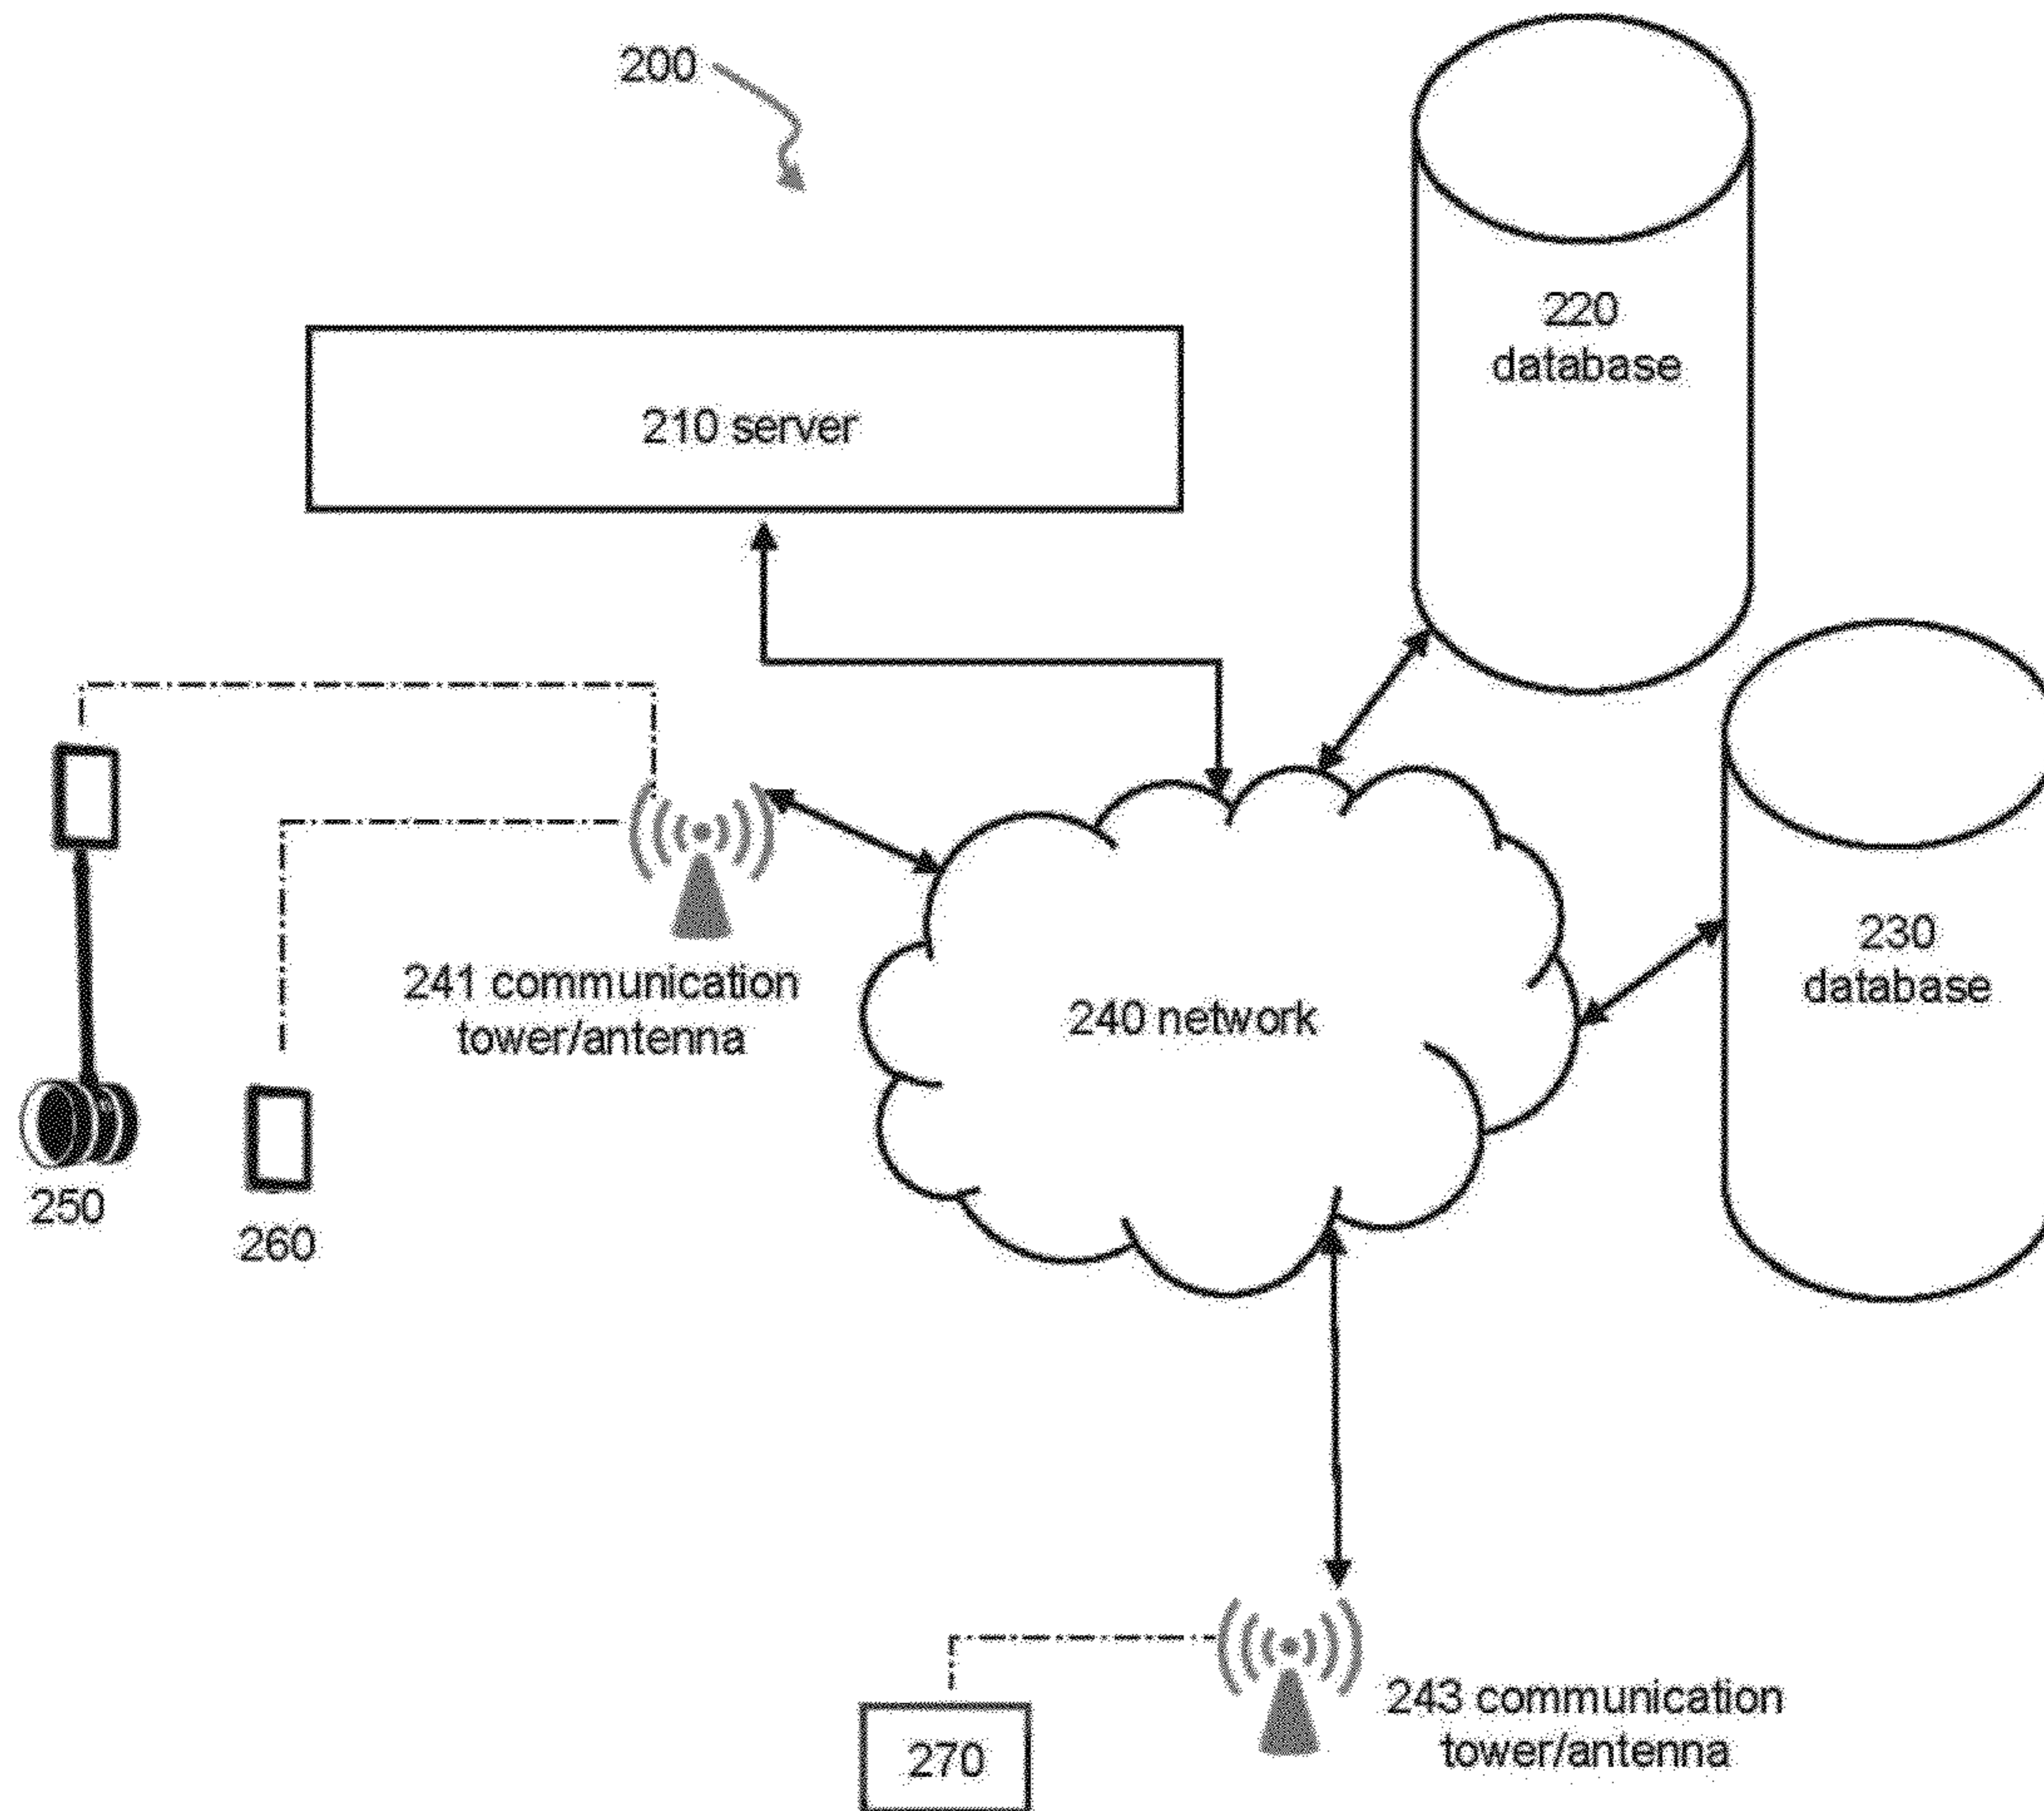 200
220
database
210 server
230
database
241 communication
tower/antenna
240 network
250
260
243 communication
tower/antenna
270